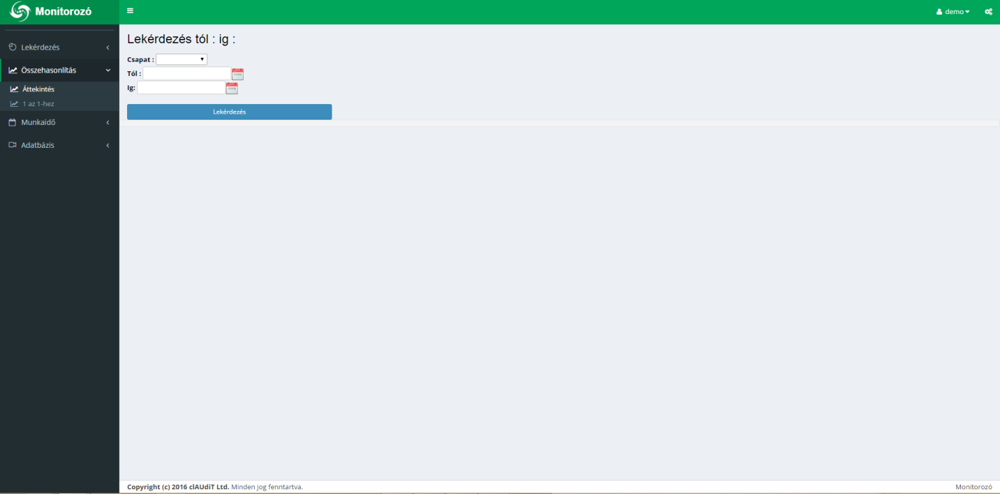 Monitorozó
demo
Lekérdezés
Összehasonlítás
Áttekintés
1 az 1-hez
Munkaidő
Adatbázis
Lekérdezés tól : ig :
Csapat :
Tól :
Ig:
Lekérdezés
Copyright (c) 2016 clAUdiT Ltd. Minden jog fenntartva.
Monitorozó